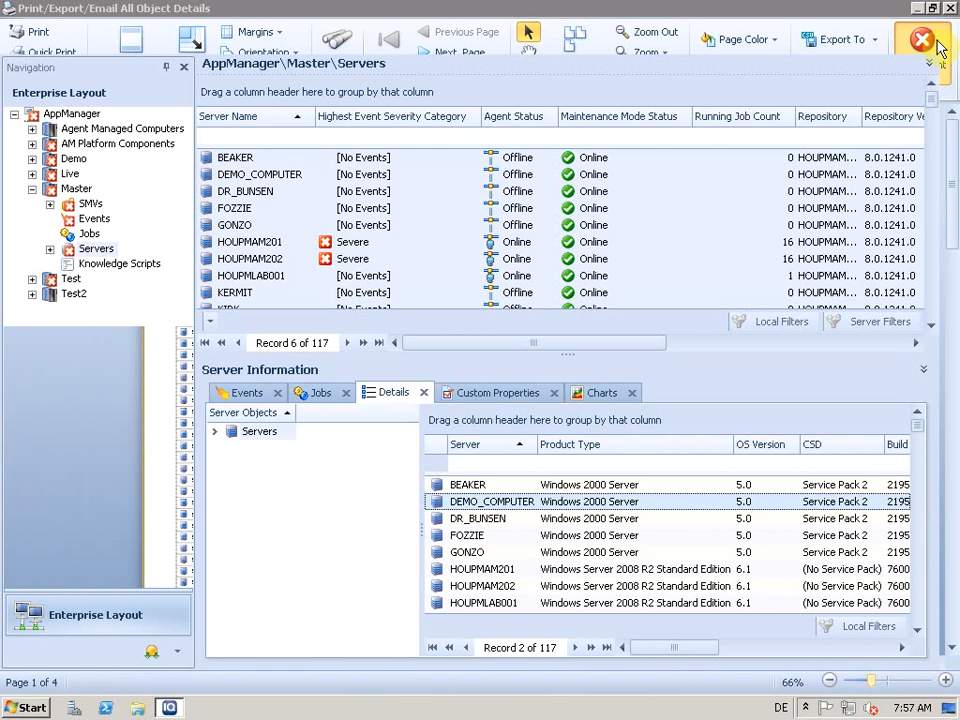 Print/Export/Email All Object Details
Print
Quick Print
Margins
Orientation
Previous Page
Next Page
Zoom Out
Zoom
Page Color
Export To
Navigation
AppManager\Master\Servers
Enterprise Layout
Drag a column header here to group by that column
AppManager
Agent Managed Computers
AM Platform Components
Demo
Live
Master
SMVs
Events
Jobs
Servers
Knowledge Scripts
Test
Test2
Server Name Highest Event Severity Category Agent Status Maintenance Mode Status Running Job Count Repository Repository Ve
BEAKER [No Events] Offline Online 0 HOUPMAM... 8.0.1241.0
DEMO_COMPUTER [No Events] Offline Online 0 HOUPMAM... 8.0.1241.0
DR_BUNSEN [No Events] Offline Online 0 HOUPMAM... 8.0.1241.0
FOZZIE [No Events] Offline Online 0 HOUPMAM... 8.0.1241.0
GONZO [No Events] Offline Online 0 HOUPMAM... 8.0.1241.0
HOUPMAM201 Severe Online Online 16 HOUPMAM... 8.0.1241.0
HOUPMAM202 Severe Online Online 16 HOUPMAM... 8.0.1241.0
HOUPMLAB001 [No Events] Online Online 1 HOUPMAM... 8.0.1241.0
KERMIT [No Events] Offline Online 0 HOUPMAM... 8.0.1241.0
Local Filters Server Filters
Record 6 of 117
Server Information
Events Jobs Details Custom Properties Charts
Server Objects
Servers
Drag a column header here to group by that column
Server Product Type OS Version CSD Build
BEAKER Windows 2000 Server 5.0 Service Pack 2 2195
DEMO_COMPUTER Windows 2000 Server 5.0 Service Pack 2 2195
DR_BUNSEN Windows 2000 Server 5.0 Service Pack 2 2195
FOZZIE Windows 2000 Server 5.0 Service Pack 2 2195
GONZO Windows 2000 Server 5.0 Service Pack 2 2195
HOUPMAM201 Windows Server 2008 R2 Standard Edition 6.1 (No Service Pack) 7600
HOUPMAM202 Windows Server 2008 R2 Standard Edition 6.1 (No Service Pack) 7600
HOUPMLAB001 Windows Server 2008 R2 Standard Edition 6.1 (No Service Pack) 7600
Local Filters
Record 2 of 117
Enterprise Layout
Page 1 of 4
66%
Start
DE
7:57 AM